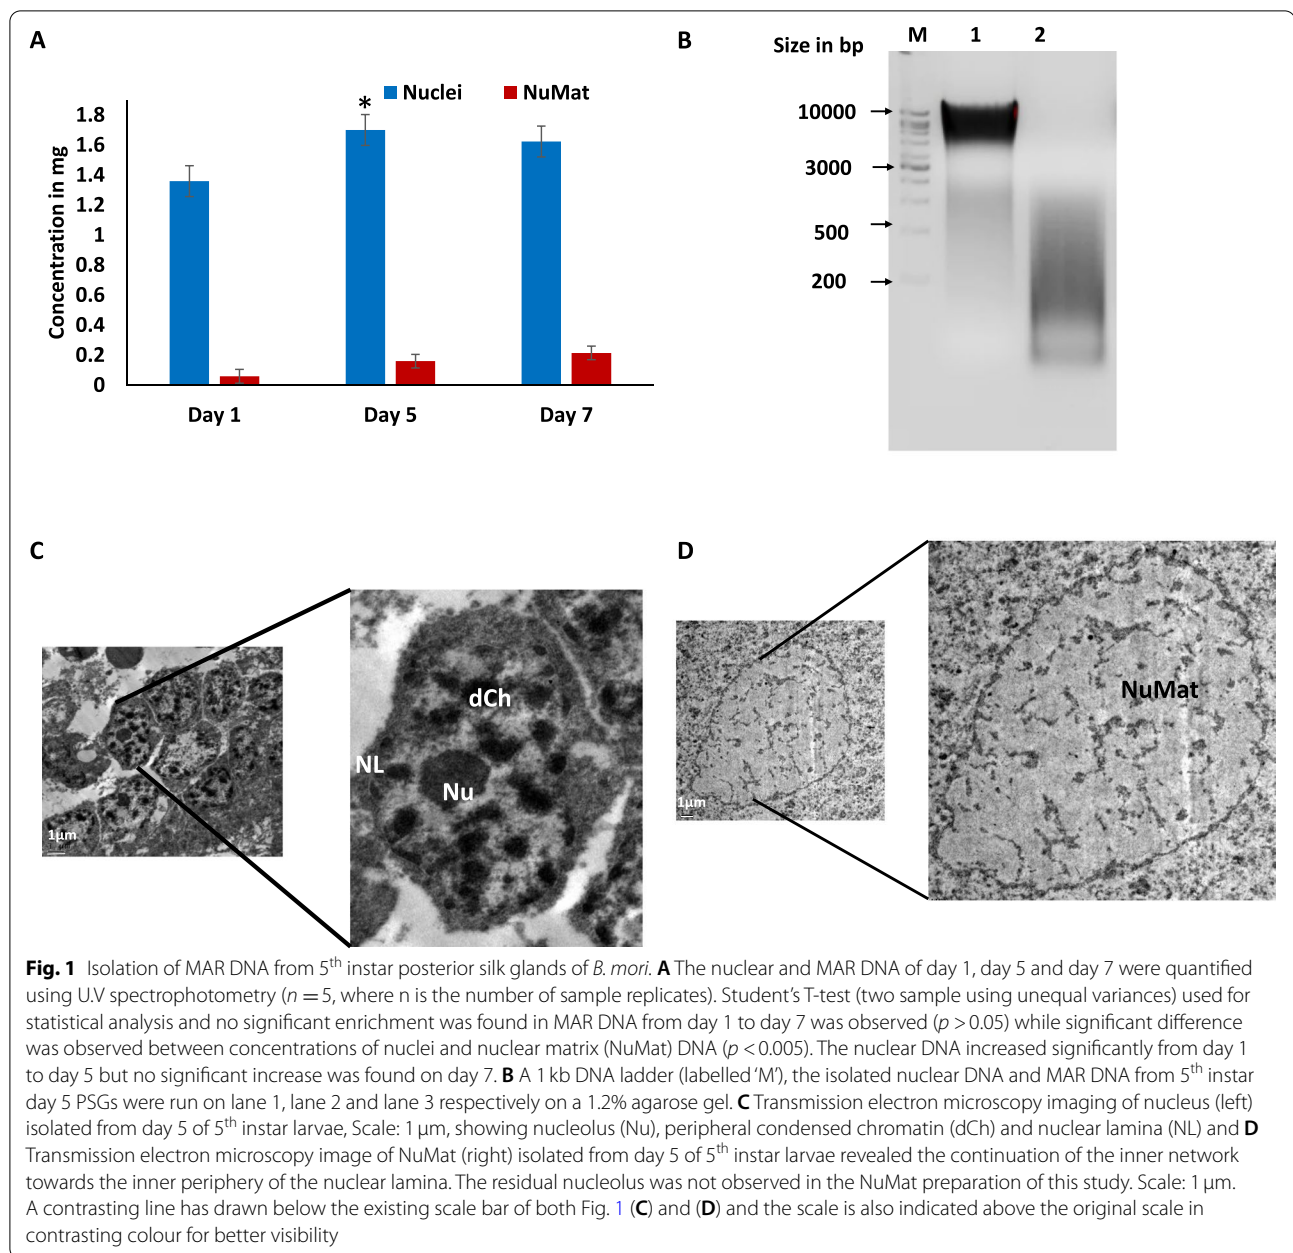 A
Nuclei NuMat
*
Concentration in mg
1.8
1.6
1.4
1.2
1
0.8
0.6
0.4
0.2
0
Day 1 Day 5 Day 7
B
Size in bp M 1 2
10000
3000
500
200
C
1µm
dCh
NL
Nu
D
1µm
NuMat
Fig. 1 Isolation of MAR DNA from 5th instar posterior silk glands of B. mori. A The nuclear and MAR DNA of day 1, day 5 and day 7 were quantified
using U.V spectrophotometry (n = 5, where n is the number of sample replicates). Student's T-test (two sample using unequal variances) used for
statistical analysis and no significant enrichment was found in MAR DNA from day 1 to day 7 was observed (p > 0.05) while significant difference
was observed between concentrations of nuclei and nuclear matrix (NuMat) DNA (p < 0.005). The nuclear DNA increased significantly from day 1
to day 5 but no significant increase was found on day 7. B A 1 kb DNA ladder (labelled 'M'), the isolated nuclear DNA and MAR DNA from 5th instar
day 5 PSGs were run on lane 1, lane 2 and lane 3 respectively on a 1.2% agarose gel. C Transmission electron microscopy imaging of nucleus (left)
isolated from day 5 of 5th instar larvae, Scale: 1 µm, showing nucleolus (Nu), peripheral condensed chromatin (dCh) and nuclear lamina (NL) and D
Transmission electron microscopy image of NuMat (right) isolated from day 5 of 5th instar larvae revealed the continuation of the inner network
towards the inner periphery of the nuclear lamina. The residual nucleolus was not observed in the NuMat preparation of this study. Scale: 1 µm.
A contrasting line has drawn below the existing scale bar of both Fig. 1 (C) and (D) and the scale is also indicated above the original scale in
contrasting colour for better visibility